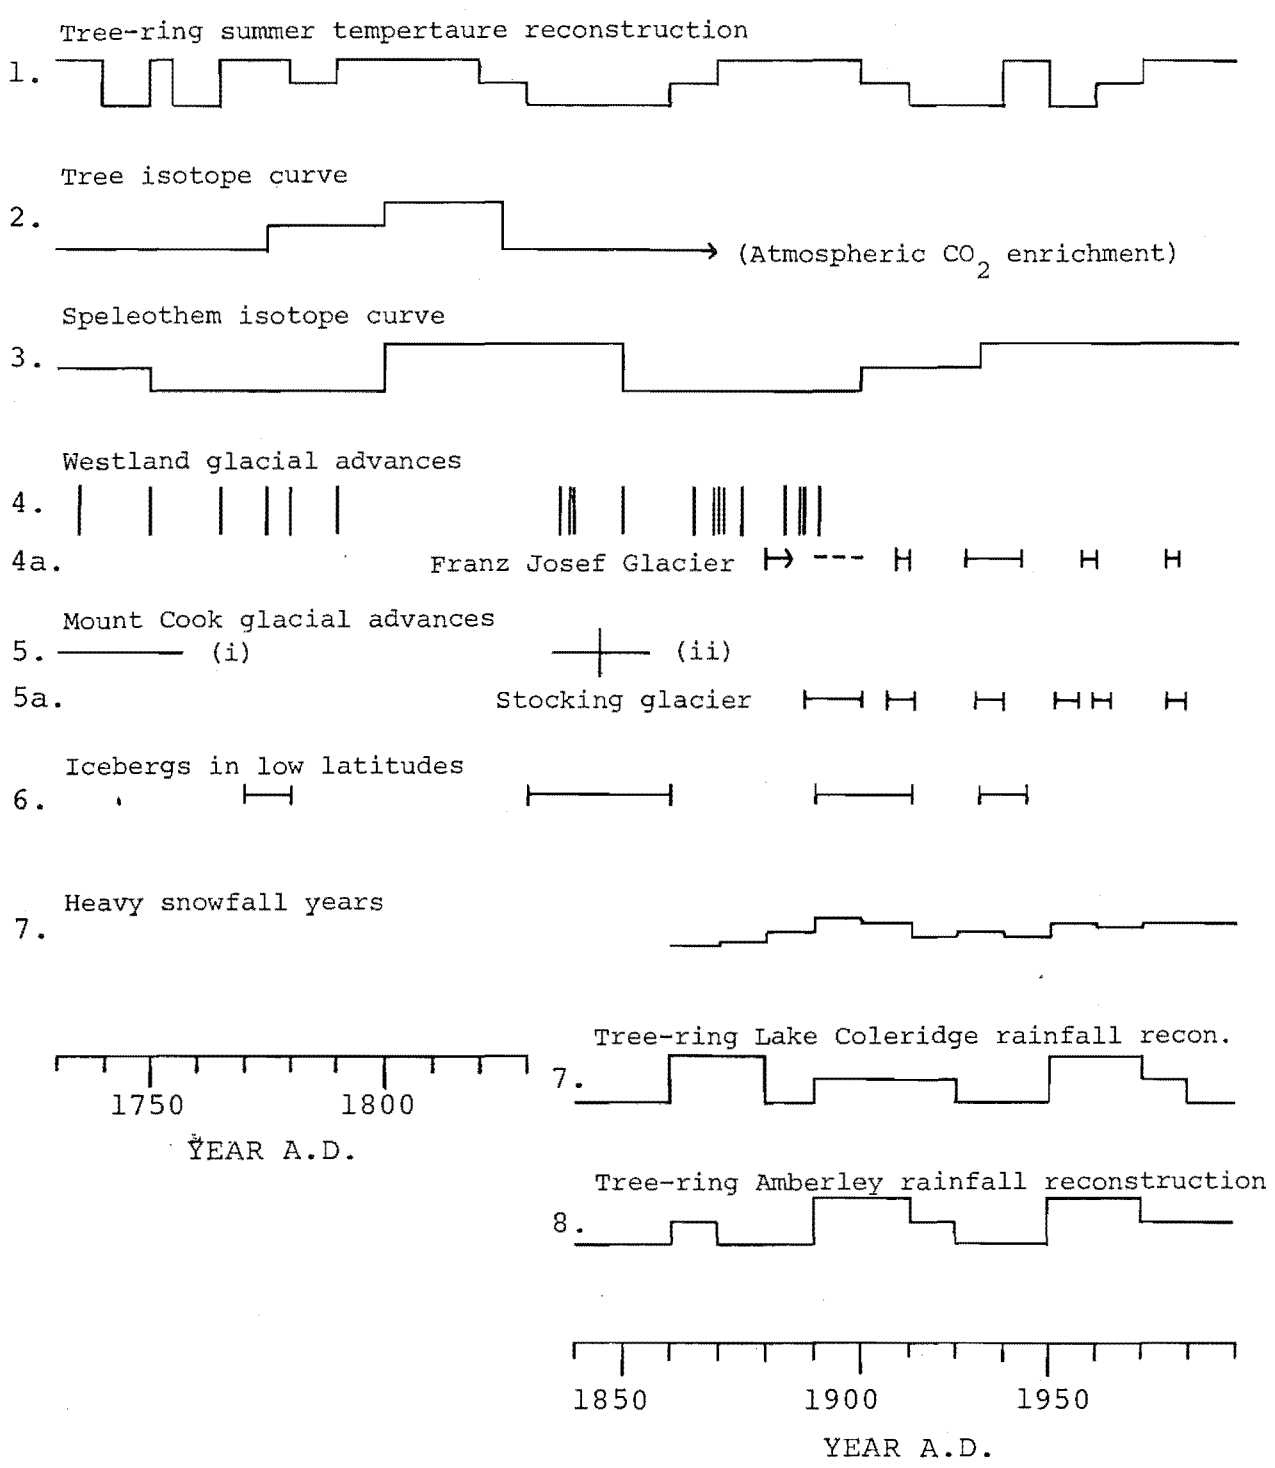 Tree-ring summer tempertaure reconstruction
1.
Tree isotope curve
2.
(Atmospheric CO2 enrichment)
Speleothem isotope curve
3.
Westland glacial advances
4.
4a. Franz Josef Glacier
Mount Cook glacial advances
5. (i) (ii)
5a. Stocking glacier
Icebergs in low latitudes
6.
Heavy snowfall years
7.
Tree-ring Lake Coleridge rainfall recon.
7.
1750 1800
YEAR A.D.
Tree-ring Amberley rainfall reconstruction
8.
1850 1900 1950
YEAR A.D.